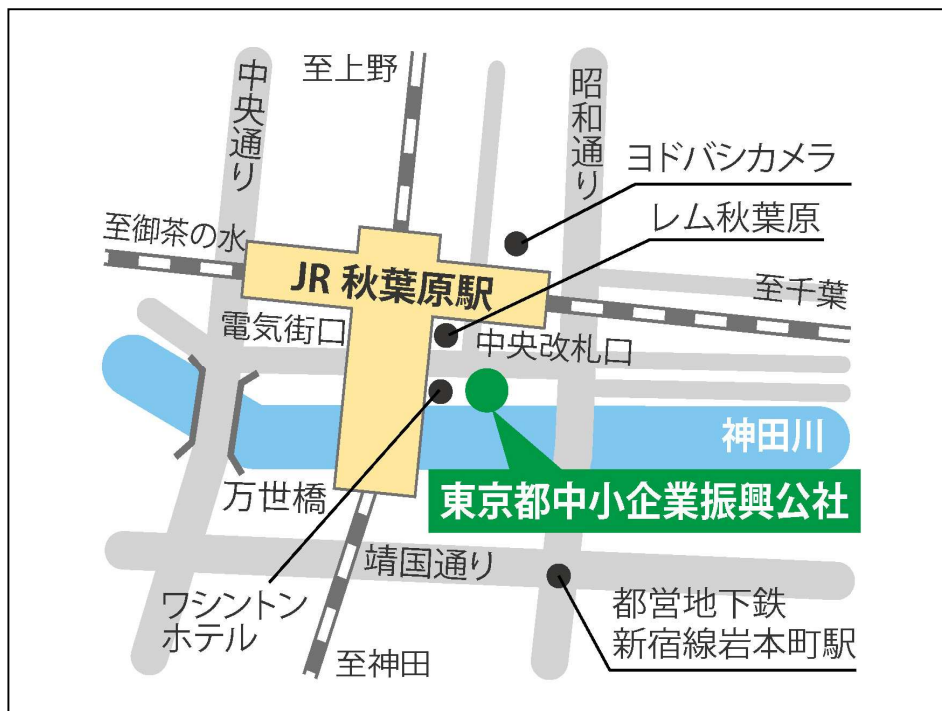 至上野
中央通り
昭和通り
ヨドバシカメラ
レム秋葉原
至御茶の水
JR 秋葉原駅
至千葉
電気街口
中央改札口
神田川
万世橋
東京都中小企業振興公社
靖国通り
ワシントン
ホテル
都営地下鉄
新宿線岩本町駅
至神田